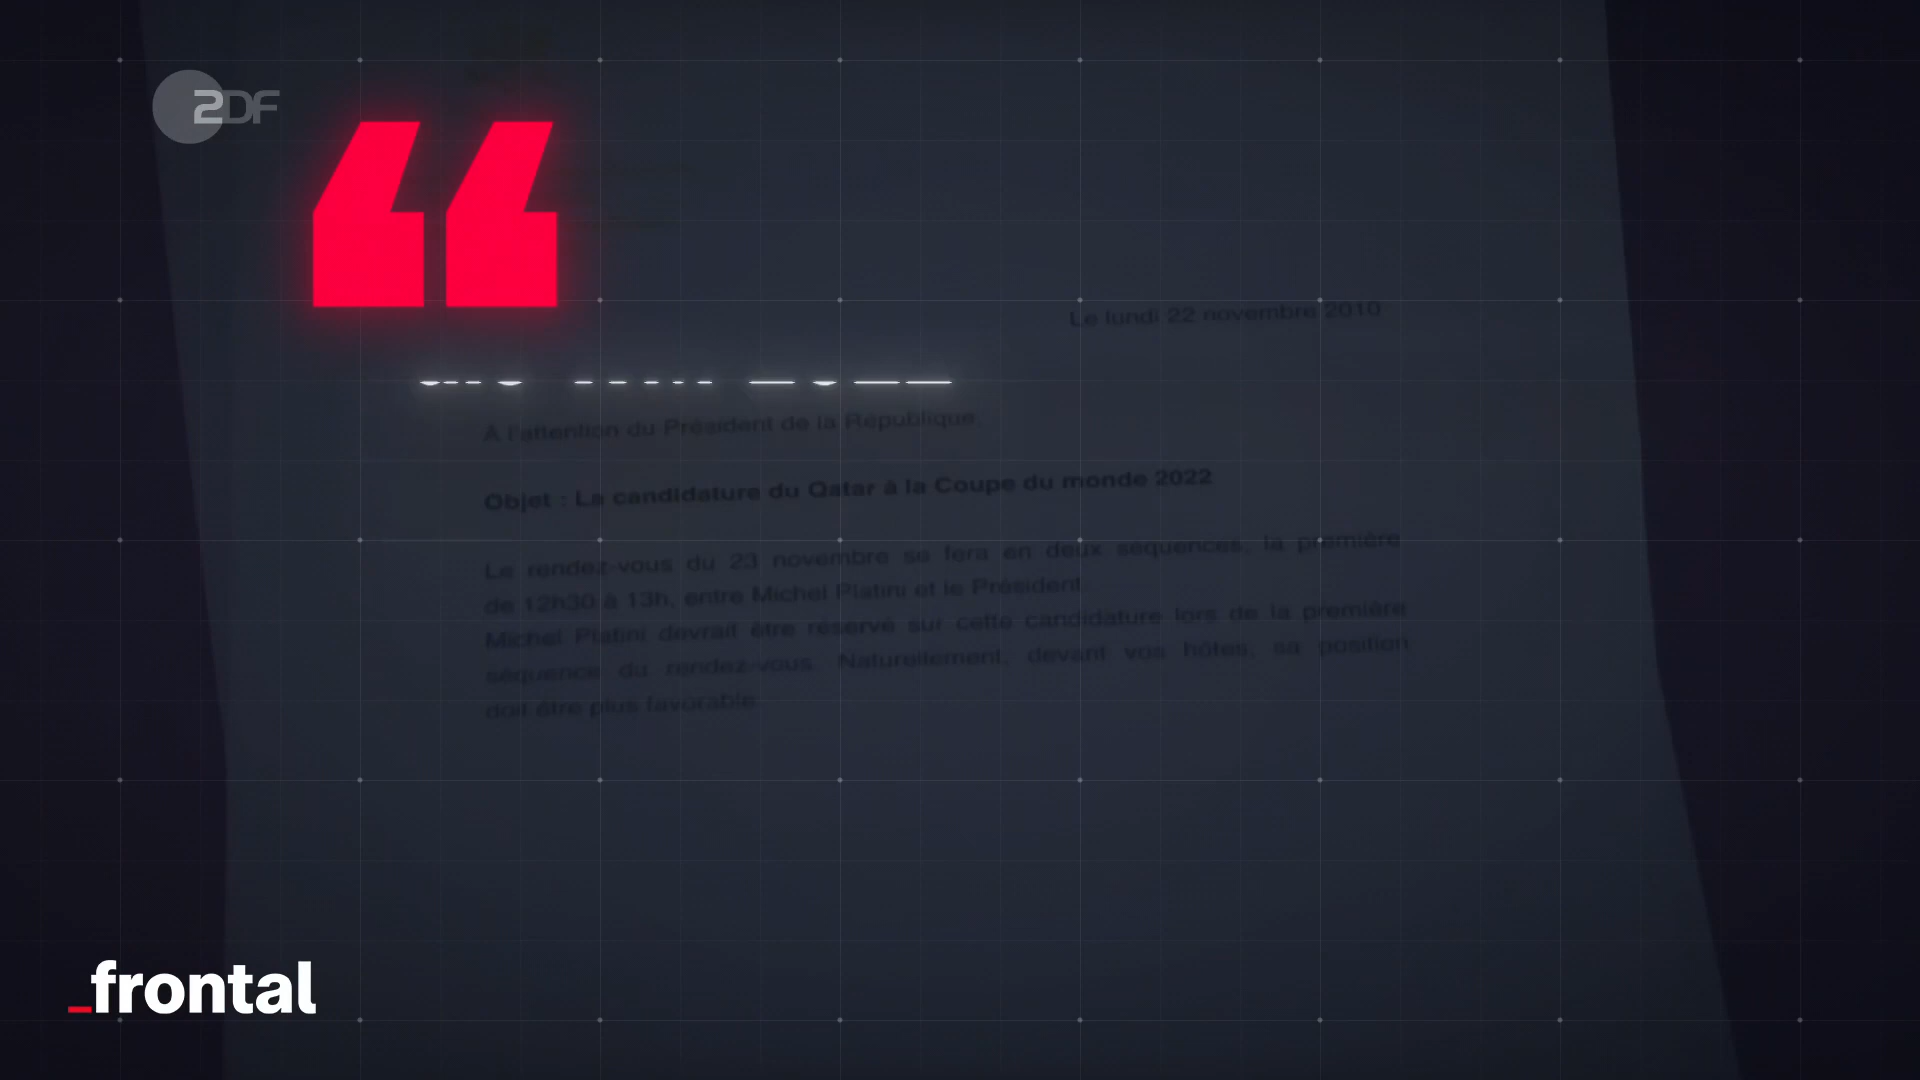 ZDF
Le lundi 22 novembre 2010
À l'attention du Président de la République
Objet : La candidature du Qatar à la Coupe du monde 2022
Le rendez-vous du 23 novembre se fera en deux séquences, la première
de 12h30 à 13h, entre Michel Platini et le Président.
Michel Platini devrait être réservé sur cette candidature lors de la première
séquence du rendez-vous. Naturellement, devant vos hôtes, sa position
doit être plus favorable.
_frontal